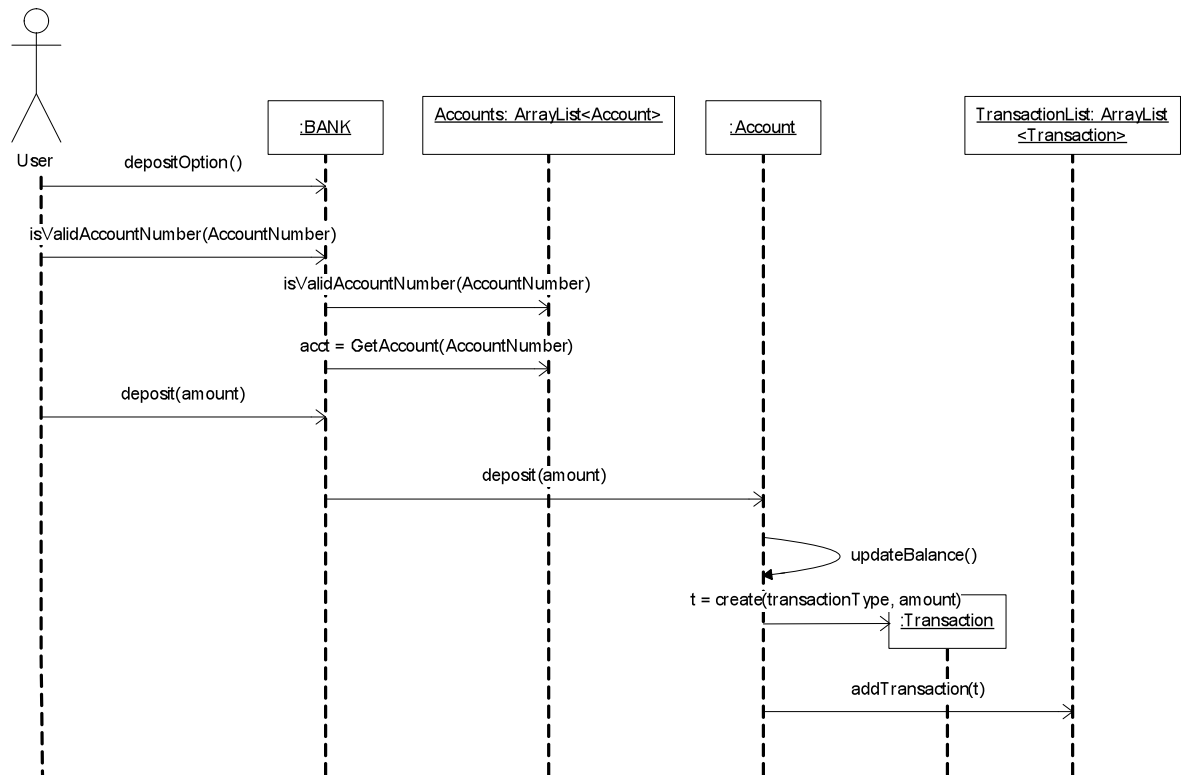 Accounts: ArrayList<Account>
TransactionList: ArrayList
<Transaction>
:BANK
:Account
User
depositOption()
isValidAccountNumber(AccountNumber)
isValidAccountNumber(AccountNumber)
acct = GetAccount(AccountNumber)
deposit(amount)
deposit(amount)
updateBalance()
t = create(transactionType, amount)
:Transaction
addTransaction(t)